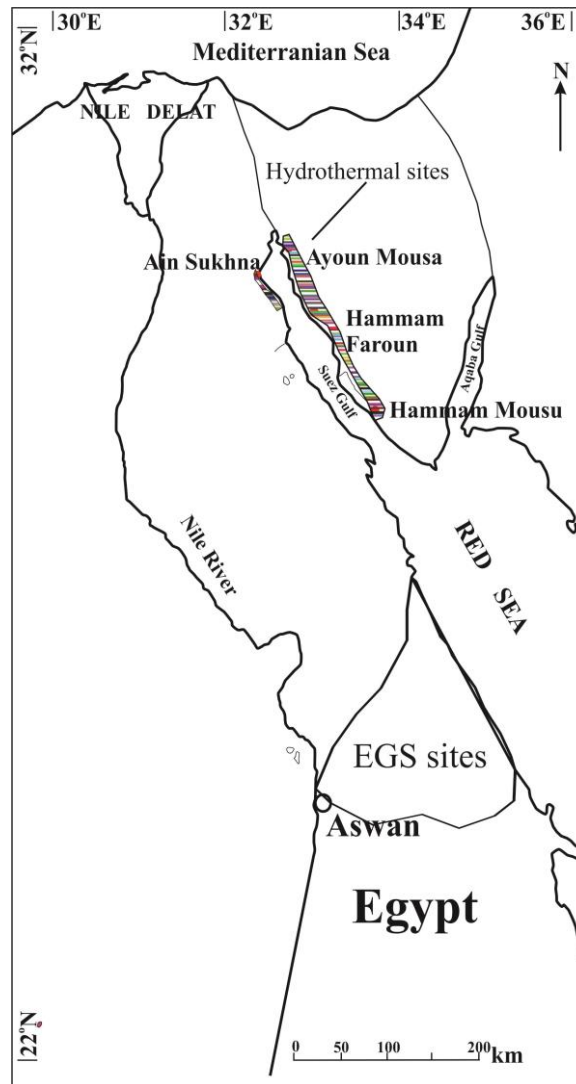 30°E
32°E
34°E
36°E
32°N
Mediterranian Sea
N
NILE DELAT
Hydrothermal sites
Ain Sukhna
Ayoun Mousa
Hammam
Faroun
Suez Gulf
Aqaba Gulf
Hammam Mousu
Nile River
RED SEA
EGS sites
Aswan
Egypt
22°N
0 50 100 200 km